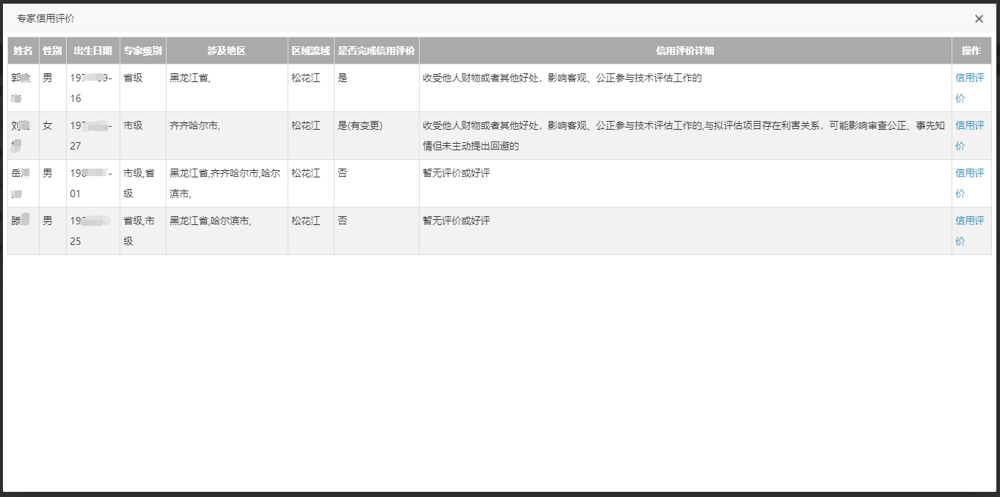 专家信用评价
姓名 性别 出生日期 专家级别 涉及地区 区域流域 是否完成信用评价 信用评价详细 操作
郭 男 197 9- 省级 黑龙江省, 松花江 是 收受他人财物或者其他好处，影响客观、公正参与技术评估工作的 信用评
16 价
刘 女 197 - 市级 齐齐哈尔市, 松花江 是(有变更) 收受他人财物或者其他好处，影响客观、公正参与技术评估工作的,与拟评估项目存在利害关系，可能影响审查公正、事先知 信用评
27 情但未主动提出回避的 价
岳 男 198 - 市级,省 黑龙江省,齐齐哈尔市,哈尔 松花江 否 暂无评价或好评 信用评
01 级 滨市, 价
滕 男 19 省级,市 黑龙江省,哈尔滨市, 松花江 否 暂无评价或好评 信用评
25 级 价